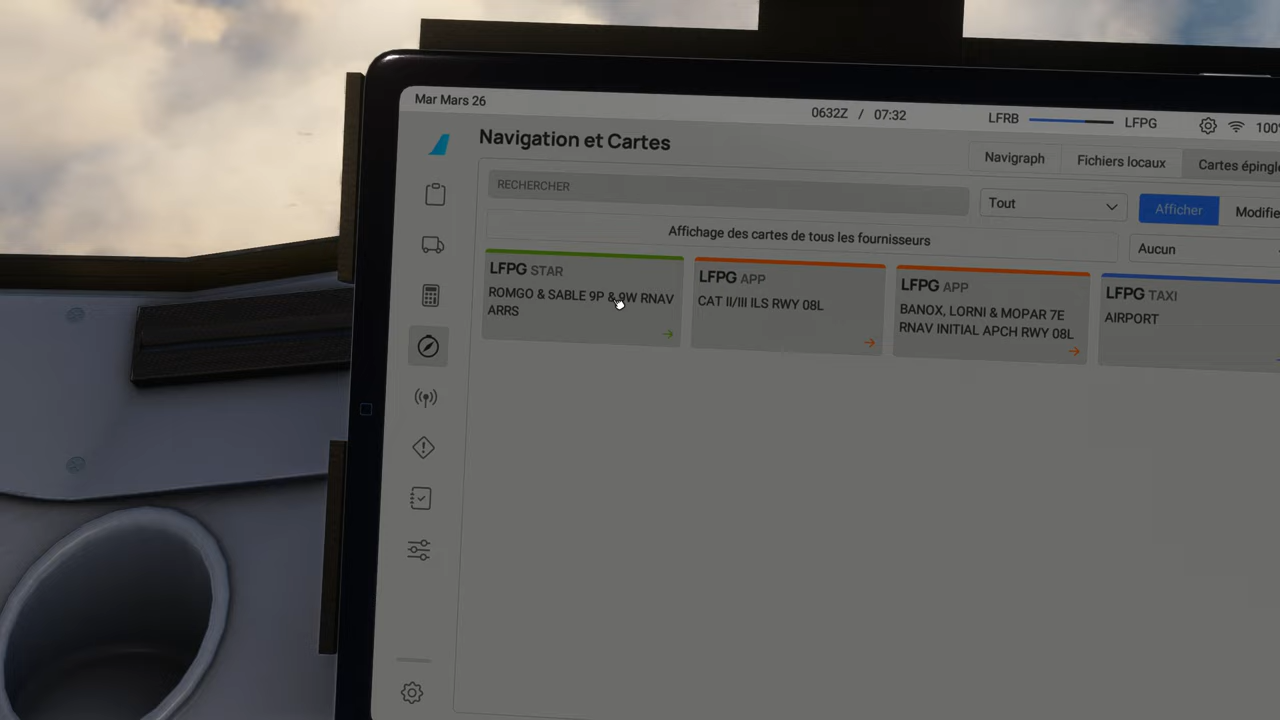 Mar Mars 26
0632Z / 07:32
LFRB LFPG
100%
Navigation et Cartes
Navigraph
Fichiers locaux
Cartes épingl
RECHERCHER
Tout
Afficher
Modifie
Affichage des cartes de tous les fournisseurs
Aucun
LFPG STAR
ROMGO & SABLE 9P & 9W RNAV
ARRS
LFPG APP
CAT II/III ILS RWY 08L
LFPG APP
BANOX, LORNI & MOPAR 7E
RNAV INITIAL APCH RWY 08L
LFPG TAXI
AIRPORT